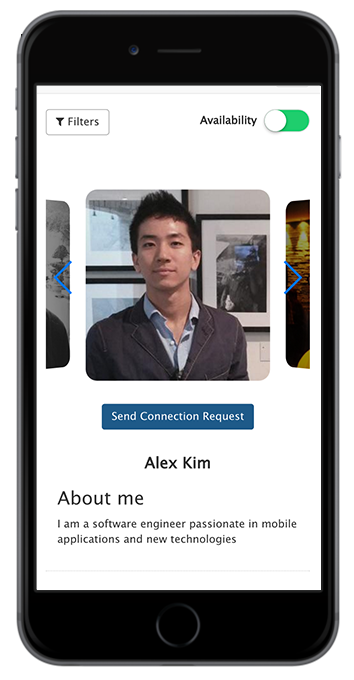 Filters
Availability
Send Connection Request
Alex Kim
About me
I am a software engineer passionate in mobile
applications and new technologies